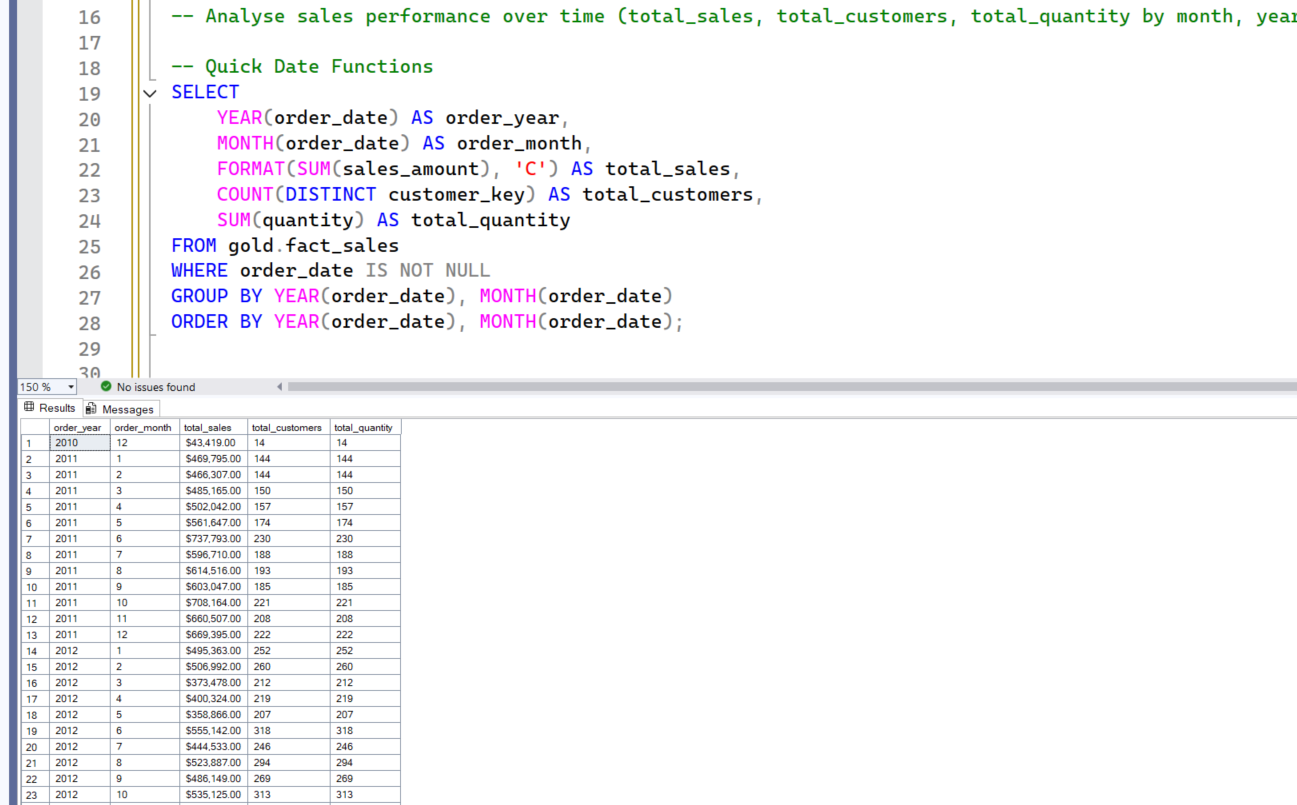 16 -- Analyse sales performance over time (total_sales, total_customers, total_quantity by month, year
17
18 -- Quick Date Functions
19 SELECT
20 YEAR(order_date) AS order_year,
21 MONTH(order_date) AS order_month,
22 FORMAT(SUM(sales_amount), 'C') AS total_sales,
23 COUNT(DISTINCT customer_key) AS total_customers,
24 SUM(quantity) AS total_quantity
25 FROM gold.fact_sales
26 WHERE order_date IS NOT NULL
27 GROUP BY YEAR(order_date), MONTH(order_date)
28 ORDER BY YEAR(order_date), MONTH(order_date);
29
30
150 % No issues found
Results Messages
order_year order_month total_sales total_customers total_quantity
1 2010 12 $43,419.00 14 14
2 2011 1 $469,795.00 144 144
3 2011 2 $466,307.00 144 144
4 2011 3 $485,165.00 150 150
5 2011 4 $502,042.00 157 157
6 2011 5 $561,647.00 174 174
7 2011 6 $737,793.00 230 230
8 2011 7 $596,710.00 188 188
9 2011 8 $614,516.00 193 193
10 2011 9 $603,047.00 185 185
11 2011 10 $708,164.00 221 221
12 2011 11 $660,507.00 208 208
13 2011 12 $669,395.00 222 222
14 2012 1 $495,363.00 252 252
15 2012 2 $506,992.00 260 260
16 2012 3 $373,478.00 212 212
17 2012 4 $400,324.00 219 219
18 2012 5 $358,866.00 207 207
19 2012 6 $555,142.00 318 318
20 2012 7 $444,533.00 246 246
21 2012 8 $523,887.00 294 294
22 2012 9 $486,149.00 269 269
23 2012 10 $535,125.00 313 313